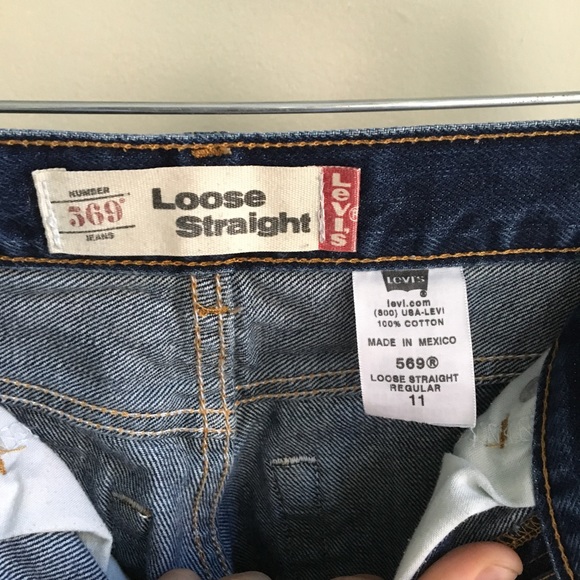 NUMBER
569®
JEANS
Loose
Straight
Levi's®
LEVI'S
®
levi.com
(800) USA-LEVI
100% COTTON
MADE IN MEXICO
569®
LOOSE STRAIGHT
REGULAR
11